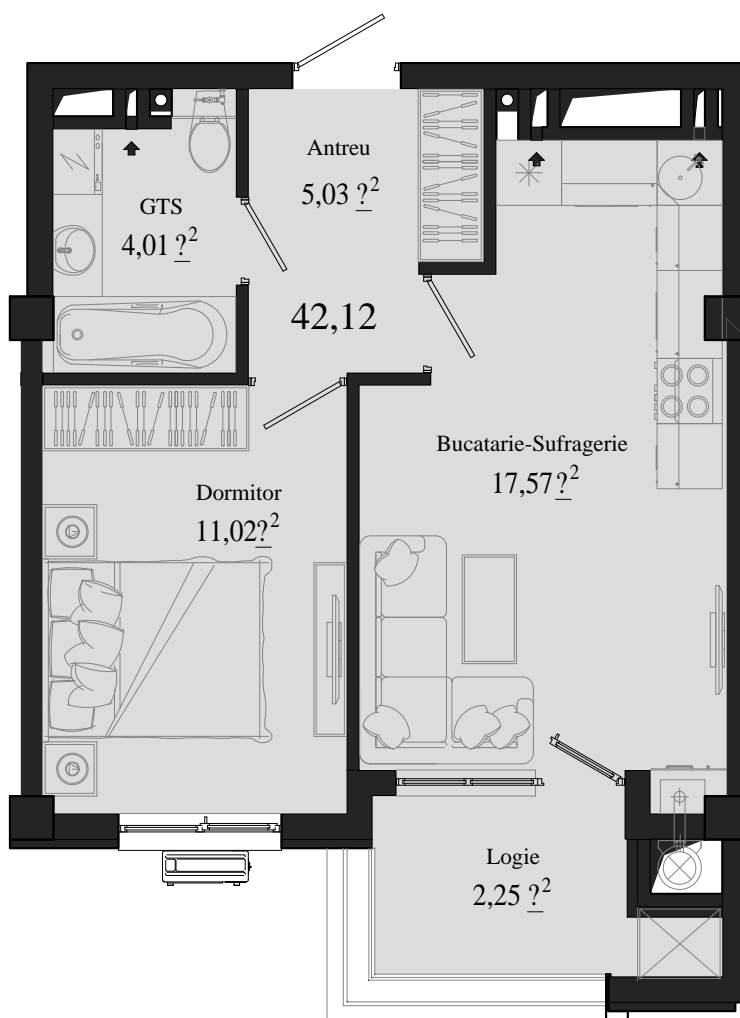 Antreu
5,03 ?²
GTS
4,01 ?²
42,12
Bucatarie-Sufragerie
17,57?²
Dormitor
11,02?²
Logie
2,25 ?²